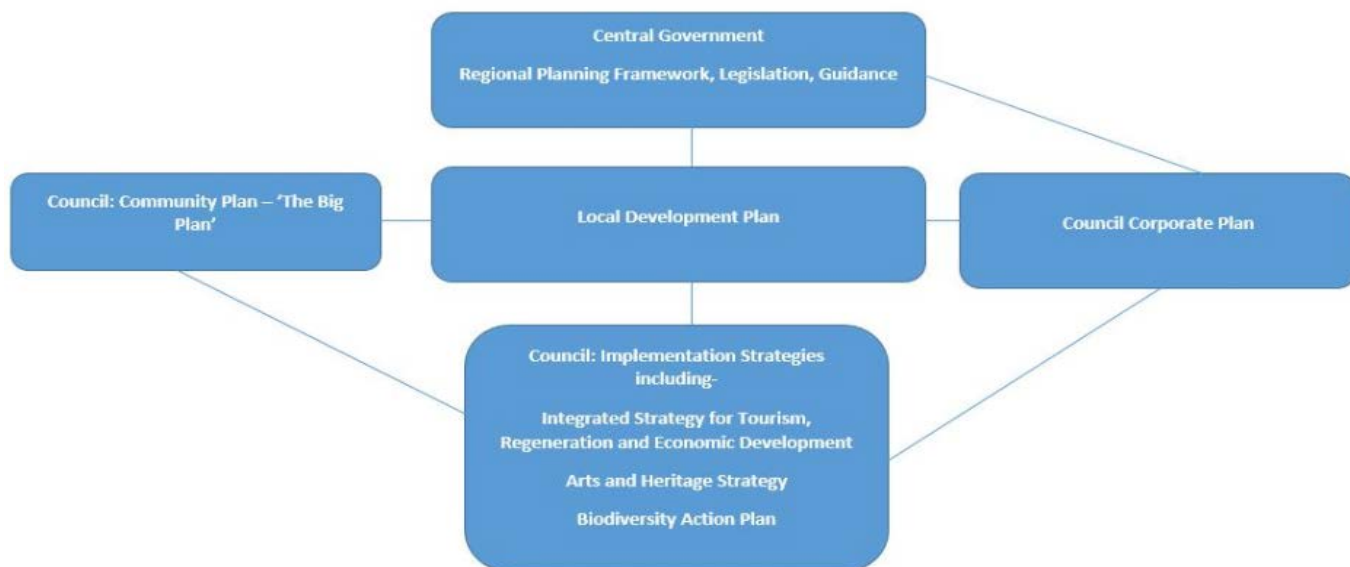 Central Government
Regional Planning Framework, Legislation, Guidance
Council: Community Plan – ‘The Big
Plan’
Local Development Plan
Council Corporate Plan
Council: Implementation Strategies
including-
Integrated Strategy for Tourism,
Regeneration and Economic Development
Arts and Heritage Strategy
Biodiversity Action Plan